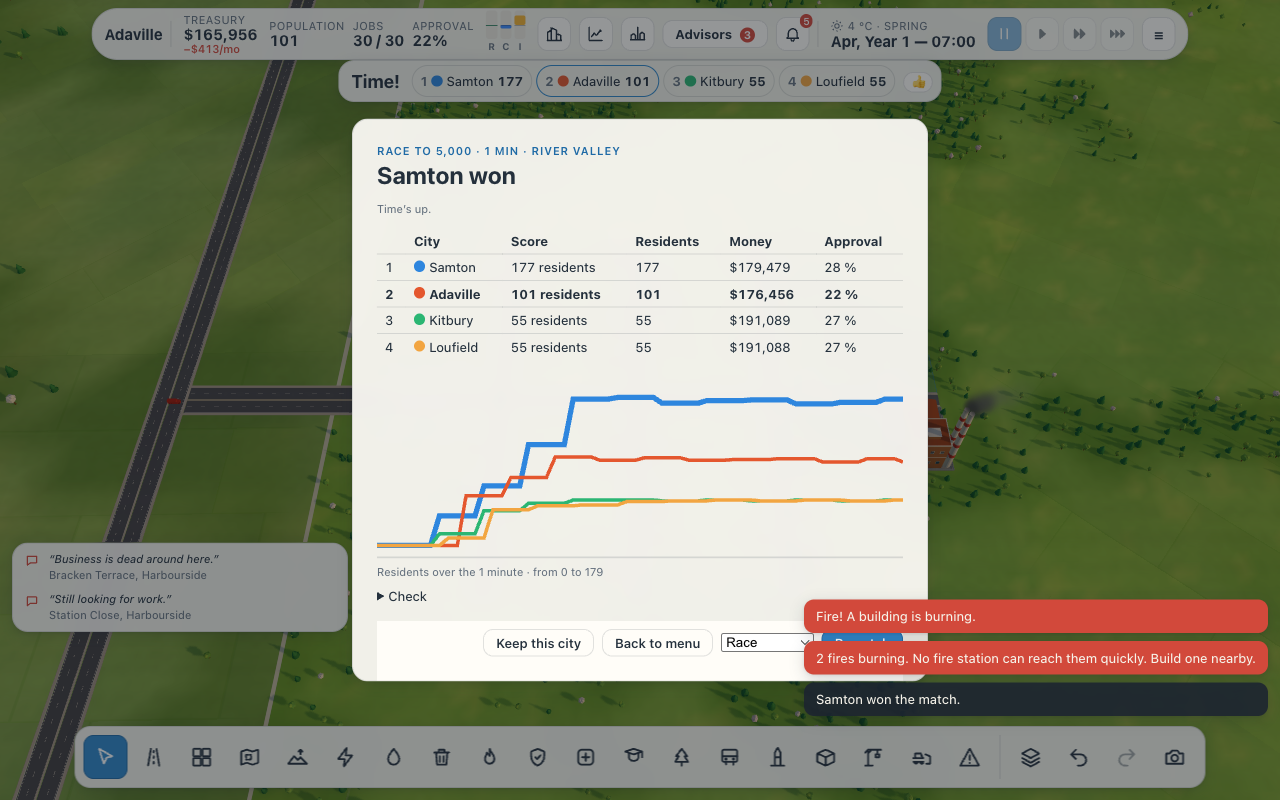 Adaville
TREASURY
$165,956
−$413/mo
POPULATION
101
JOBS
30 / 30
APPROVAL
22%
R C I
Advisors 3
5
4 °C · SPRING
Apr, Year 1 — 07:00
Time!
1 Samton 177
2 Adaville 101
3 Kitbury 55
4 Loufield 55
RACE TO 5,000 · 1 MIN · RIVER VALLEY
Samton won
Time's up.
City Score Residents Money Approval
1 Samton 177 residents 177 $179,479 28 %
2 Adaville 101 residents 101 $176,456 22 %
3 Kitbury 55 residents 55 $191,089 27 %
4 Loufield 55 residents 55 $191,088 27 %
Residents over the 1 minute · from 0 to 179
Check
Keep this city
Back to menu
Race
“Business is dead around here.”
Bracken Terrace, Harbourside
“Still looking for work.”
Station Close, Harbourside
Fire! A building is burning.
2 fires burning. No fire station can reach them quickly. Build one nearby.
Samton won the match.